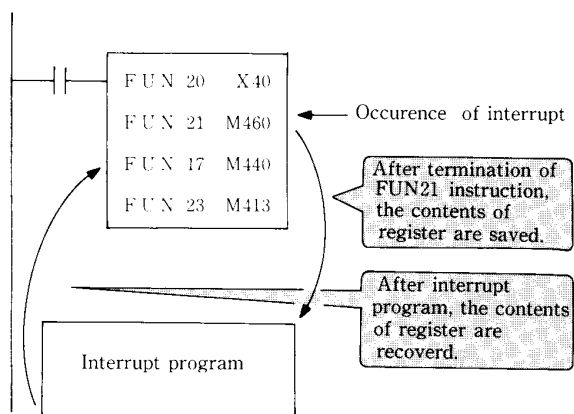 FUN 20 X40
FUN 21 M460
FUN 17 M440
FUN 23 M413
Occurence of interrupt
After termination of
FUN21 instruction,
the contents of
register are saved.
After interrupt
program, the contents
of register are
recoverd.
Interrupt program